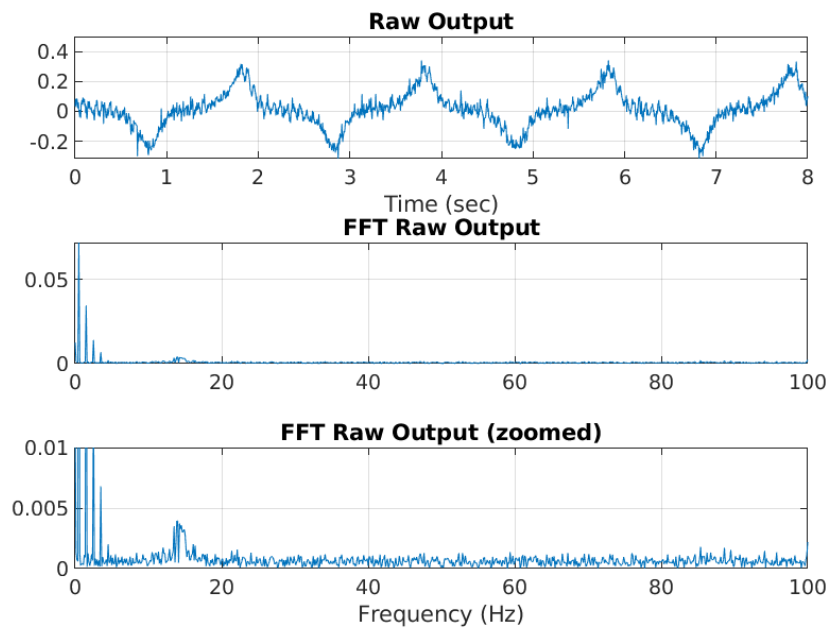 Raw Output
0.4
0.2
0
-0.2
0 1 2 3 4 5 6 7 8
Time (sec)
FFT Raw Output
0.05
0
0 20 40 60 80 100
FFT Raw Output (zoomed)
0.01
0.005
0
0 20 40 60 80 100
Frequency (Hz)